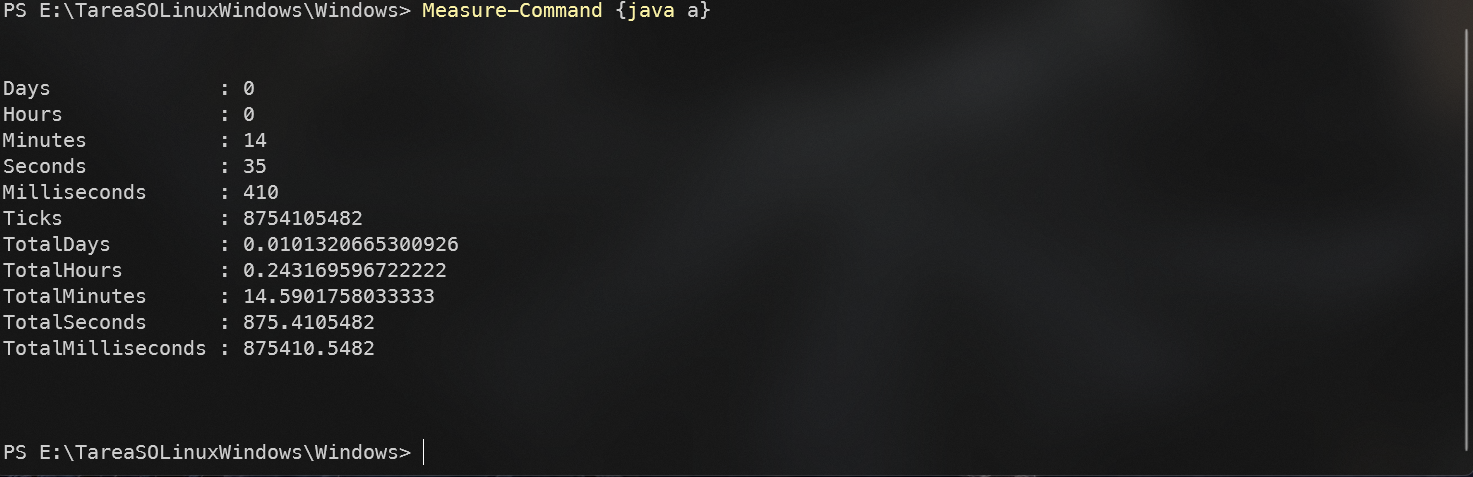 PS E:\TareaSOLinuxWindows\Windows> Measure-Command {java a}
Days              : 0
Hours             : 0
Minutes           : 14
Seconds           : 35
Milliseconds      : 410
Ticks             : 8754105482
TotalDays         : 0.0101320665300926
TotalHours        : 0.243169596722222
TotalMinutes      : 14.5901758033333
TotalSeconds      : 875.4105482
TotalMilliseconds : 875410.5482
PS E:\TareaSOLinuxWindows\Windows>